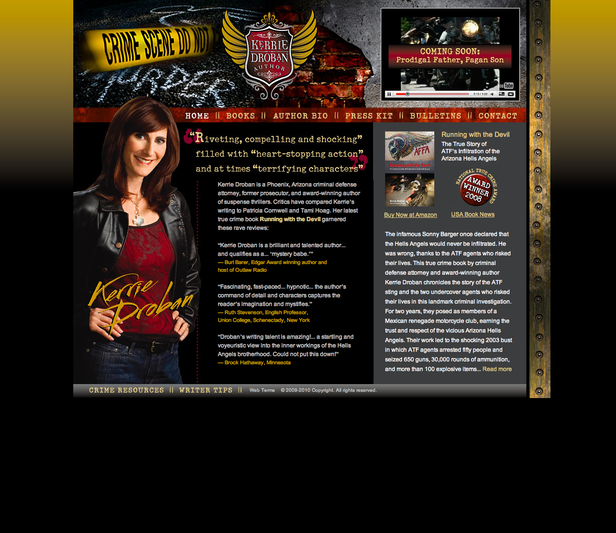 CRIME SCENE DO NOT
MURDER
KERRIE
DROBAN
AUTHOR
COMING SOON:
Prodigal Father, Pagan Son
HOME || BOOKS || AUTHOR BIO || PRESS KIT || BULLETINS || CONTACT
“Riveting, compelling and shocking”
filled with “heart-stopping action”
and at times “terrifying characters”
Kerrie Droban is a Phoenix, Arizona criminal defense
attorney, former prosecutor, and award-winning author
of suspense thrillers. Critics have compared Kerrie's
writing to Patricia Cornwell and Tami Hoag. Her latest
true crime book Running with the Devil garnered
these rave reviews:
“Kerrie Droban is a brilliant and talented author...
and qualifies as a... ‘mystery babe.’”
— Burl Barer, Edgar Award winning author and
host of Outlaw Radio
“Fascinating, fast-paced... hypnotic... the author's
command of detail and characters captures the
reader's imagination and mystifies.”
— Ruth Stevenson, English Professor,
Union College, Schenectady, New York
“Droban's writing talent is amazing!... a startling and
voyeuristic view into the inner workings of the Hells
Angels brotherhood. Could not put this down!”
— Brock Hathaway, Minnesota
Kerrie
Droban
Running with the Devil
The True Story of
ATF's Infiltration of the
Arizona Hells Angels
NATIONAL TRUE CRIME AWARD
AWARD
WINNER
2008
Buy Now at Amazon
USA Book News
The infamous Sonny Barger once declared that
the Hells Angels would never be infiltrated. He
was wrong, thanks to the ATF agents who risked
their lives. This true crime book by criminal
defense attorney and award-winning author
Kerrie Droban chronicles the story of the ATF
sting and the two undercover agents who risked
their lives in this landmark criminal investigation.
For two years, they posed as members of a
Mexican renegade motorcycle club, earning the
trust and respect of the vicious Arizona Hells
Angels. Their work led to the shocking 2003 bust
in which ATF agents arrested fifty people and
seized 650 guns, 30,000 rounds of ammunition,
and more than 100 explosive items... Read more
CRIME RESOURCES || WRITER TIPS || Web Terms © 2009-2010 Copyright. All rights reserved.